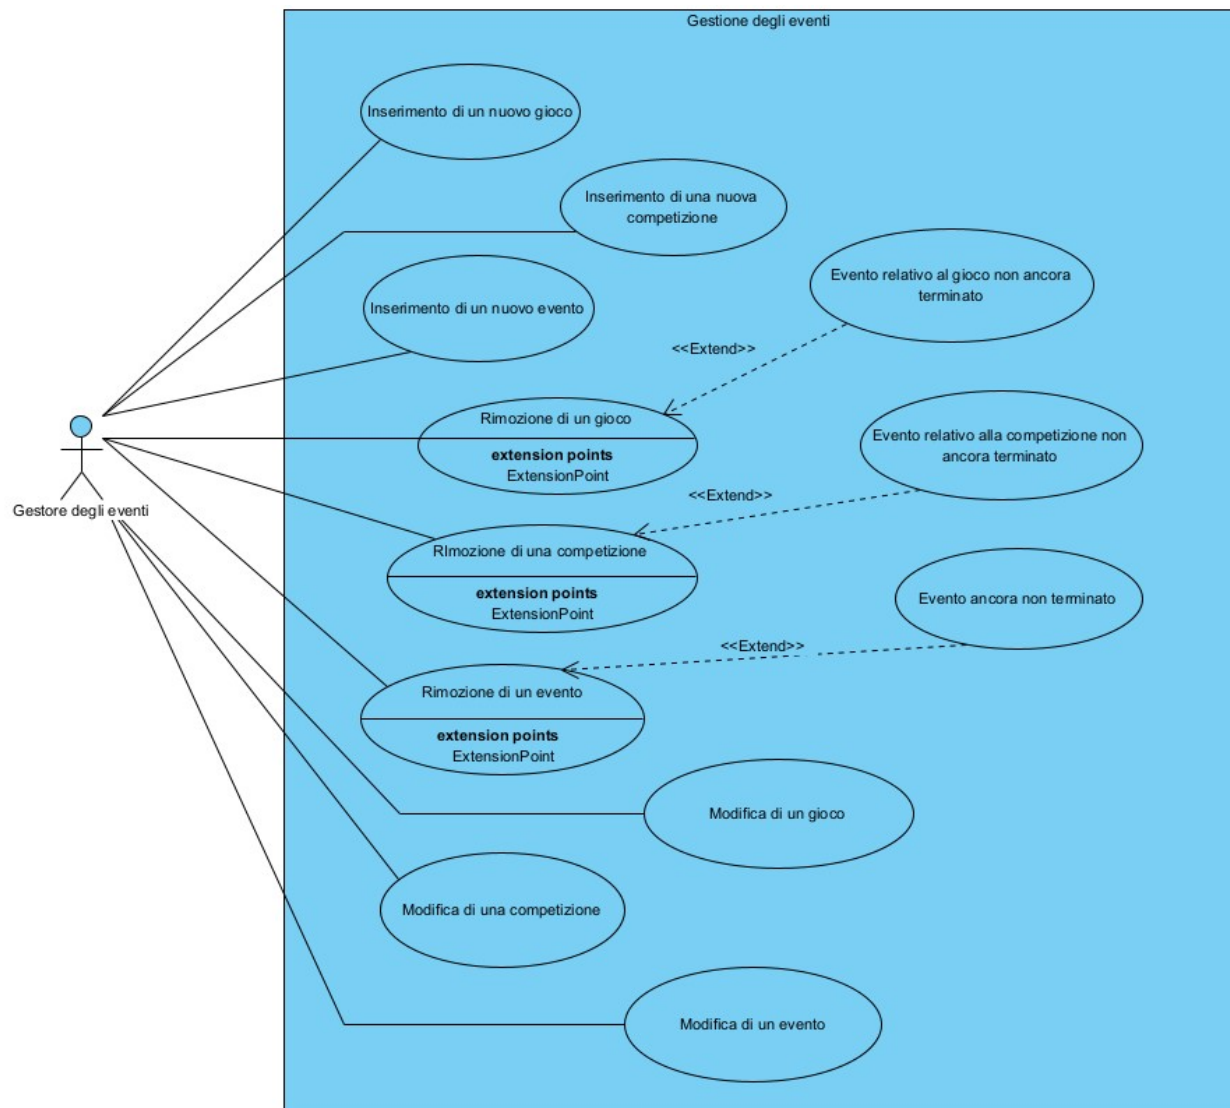 Gestione degli eventi
Inserimento di un nuovo gioco
Inserimento di una nuova
competizione
Evento relativo al gioco non ancora
terminato
Inserimento di un nuovo evento
<<Extend>>
Rimozione di un gioco
extension points
ExtensionPoint
Evento relativo alla competizione non
ancora terminato
<<Extend>>
Gestore degli eventi
RImozione di una competizione
extension points
ExtensionPoint
Evento ancora non terminato
<<Extend>>
Rimozione di un evento
extension points
ExtensionPoint
Modifica di un gioco
Modifica di una competizione
Modifica di un evento